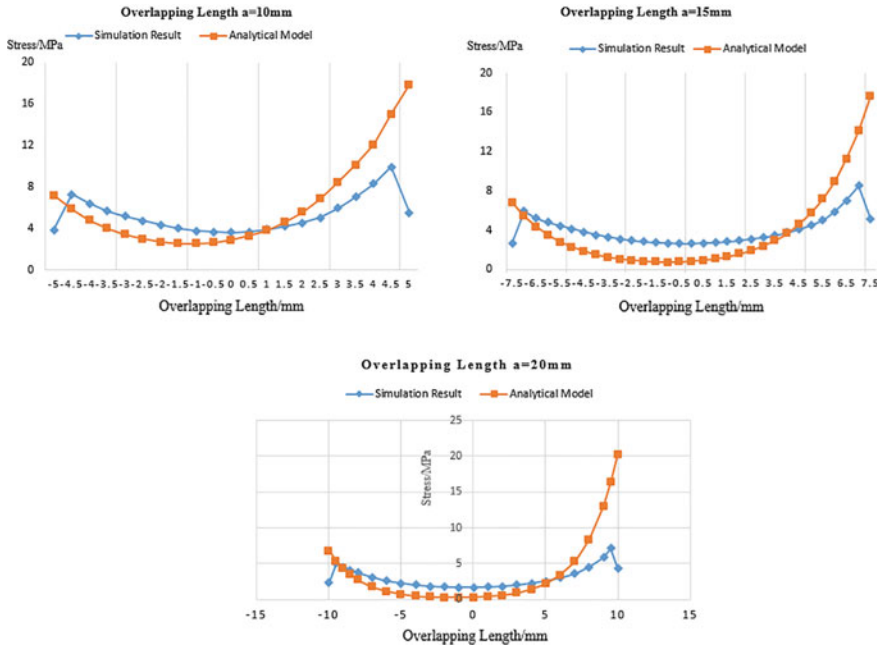 Overlapping Length a=10mm
Stress/MPa
Simulation Result Analytical Model
20
16
12
8
4
0
-5 -4.5 -4 -3.5 -3 -2.5 -2 -1.5 -1 -0.5 0 0.5 1 1.5 2 2.5 3 3.5 4 4.5 5
Overlapping Length/mm
Overlapping Length a=15mm
Stress/MPa
Simulation Result Analytical Model
20
16
12
8
4
0
-7.5 -6.5 -5.5 -4.5 -3.5 -2.5 -1.5 -0.5 0.5 1.5 2.5 3.5 4.5 5.5 6.5 7.5
Overlapping Length/mm
Overlapping Length a=20mm
Simulation Result Analytical Model
Stress/MPa
25
20
15
10
5
0
-15 -10 -5 0 5 10 15
Overlapping Length/mm